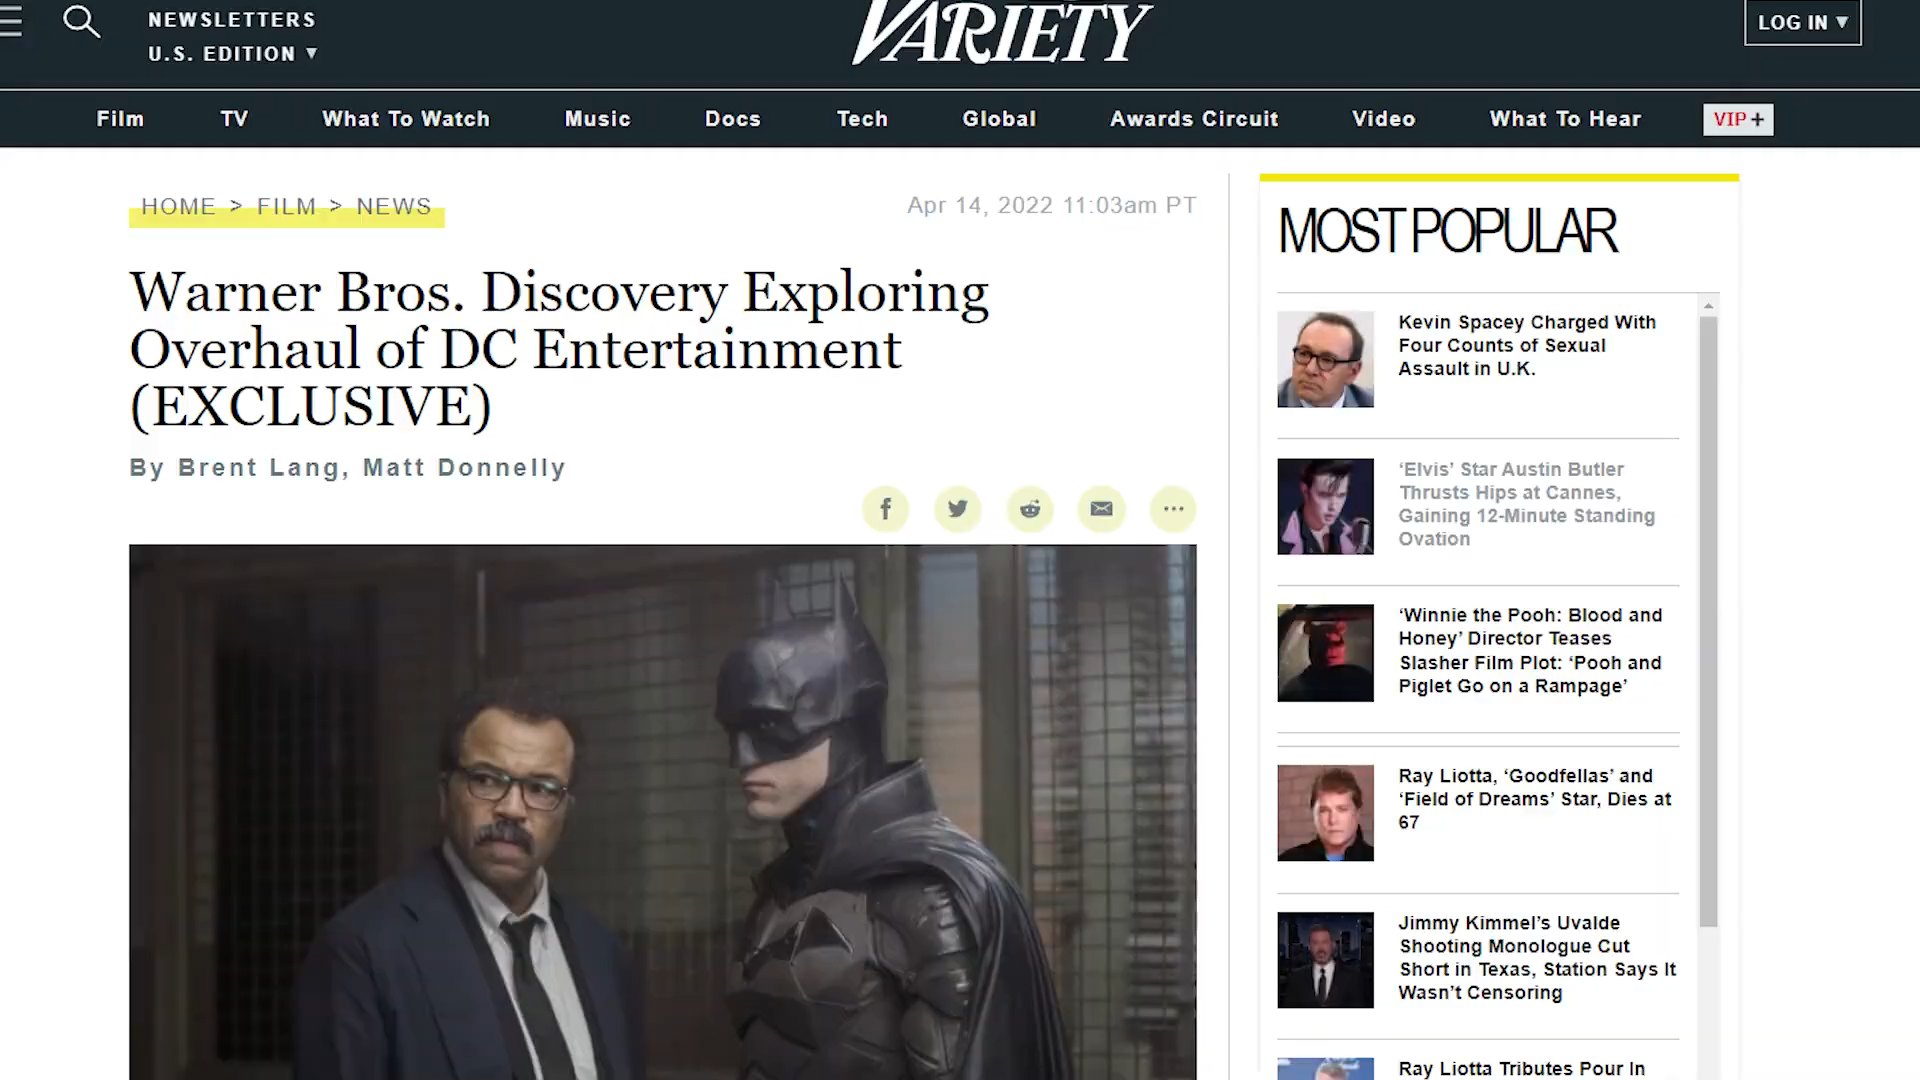 NEWSLETTERS
U.S. EDITION ▼
VARIETY
LOG IN ▼
Film TV What To Watch Music Docs Tech Global Awards Circuit Video What To Hear VIP+
HOME > FILM > NEWS
Apr 14, 2022 11:03am PT
Warner Bros. Discovery Exploring
Overhaul of DC Entertainment
(EXCLUSIVE)
By Brent Lang, Matt Donnelly
MOST POPULAR
Kevin Spacey Charged With
Four Counts of Sexual
Assault in U.K.
‘Elvis’ Star Austin Butler
Thrusts Hips at Cannes,
Gaining 12-Minute Standing
Ovation
‘Winnie the Pooh: Blood and
Honey’ Director Teases
Slasher Film Plot: ‘Pooh and
Piglet Go on a Rampage’
Ray Liotta, ‘Goodfellas’ and
‘Field of Dreams’ Star, Dies at
67
Jimmy Kimmel’s Uvalde
Shooting Monologue Cut
Short in Texas, Station Says It
Wasn’t Censoring
Ray Liotta Tributes Pour In